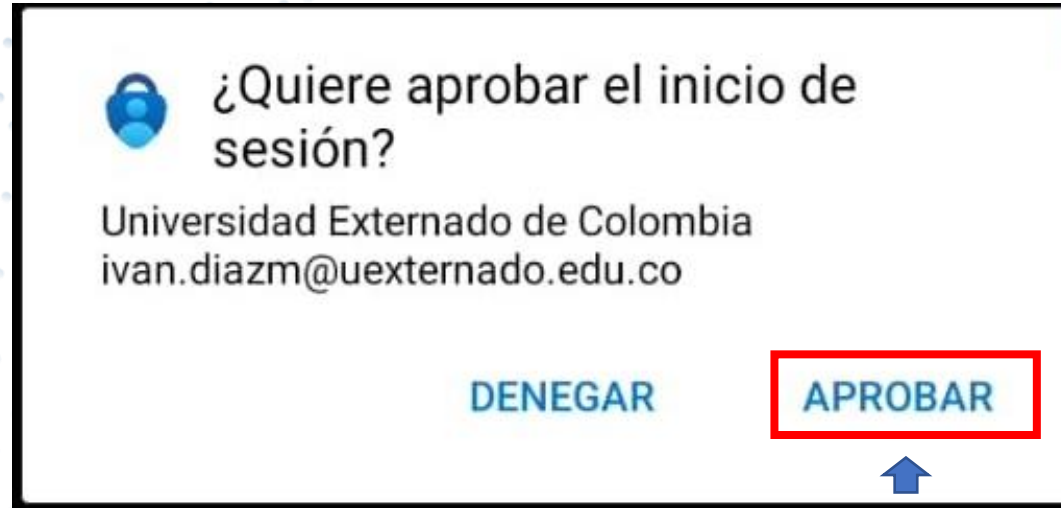 ¿Quiere aprobar el inicio de
sesión?
Universidad Externado de Colombia
ivan.diazm@uexternado.edu.co
DENEGAR
APROBAR